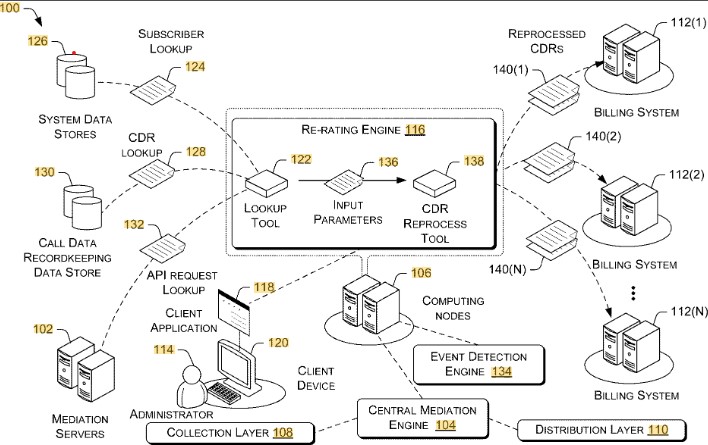 100
126
SYSTEM DATA
STORES
SUBSCRIBER
LOOKUP
124
130
CALL DATA
RECORDKEEPING
DATA STORE
CDR
LOOKUP
128
132
API REQUEST
LOOKUP
102
MEDIATION
SERVERS
RE-RATING ENGINE 116
122
LOOKUP
TOOL
136
INPUT
PARAMETERS
138
CDR
REPROCESS
TOOL
118
CLIENT
APPLICATION
114
ADMINISTRATOR
120
CLIENT
DEVICE
106
COMPUTING
NODES
EVENT DETECTION
ENGINE 134
CENTRAL MEDIATION
ENGINE 104
COLLECTION LAYER 108
DISTRIBUTION LAYER 110
REPROCESSED
CDRS
140(1)
112(1)
BILLING SYSTEM
140(2)
112(2)
BILLING SYSTEM
140(N)
112(N)
BILLING SYSTEM